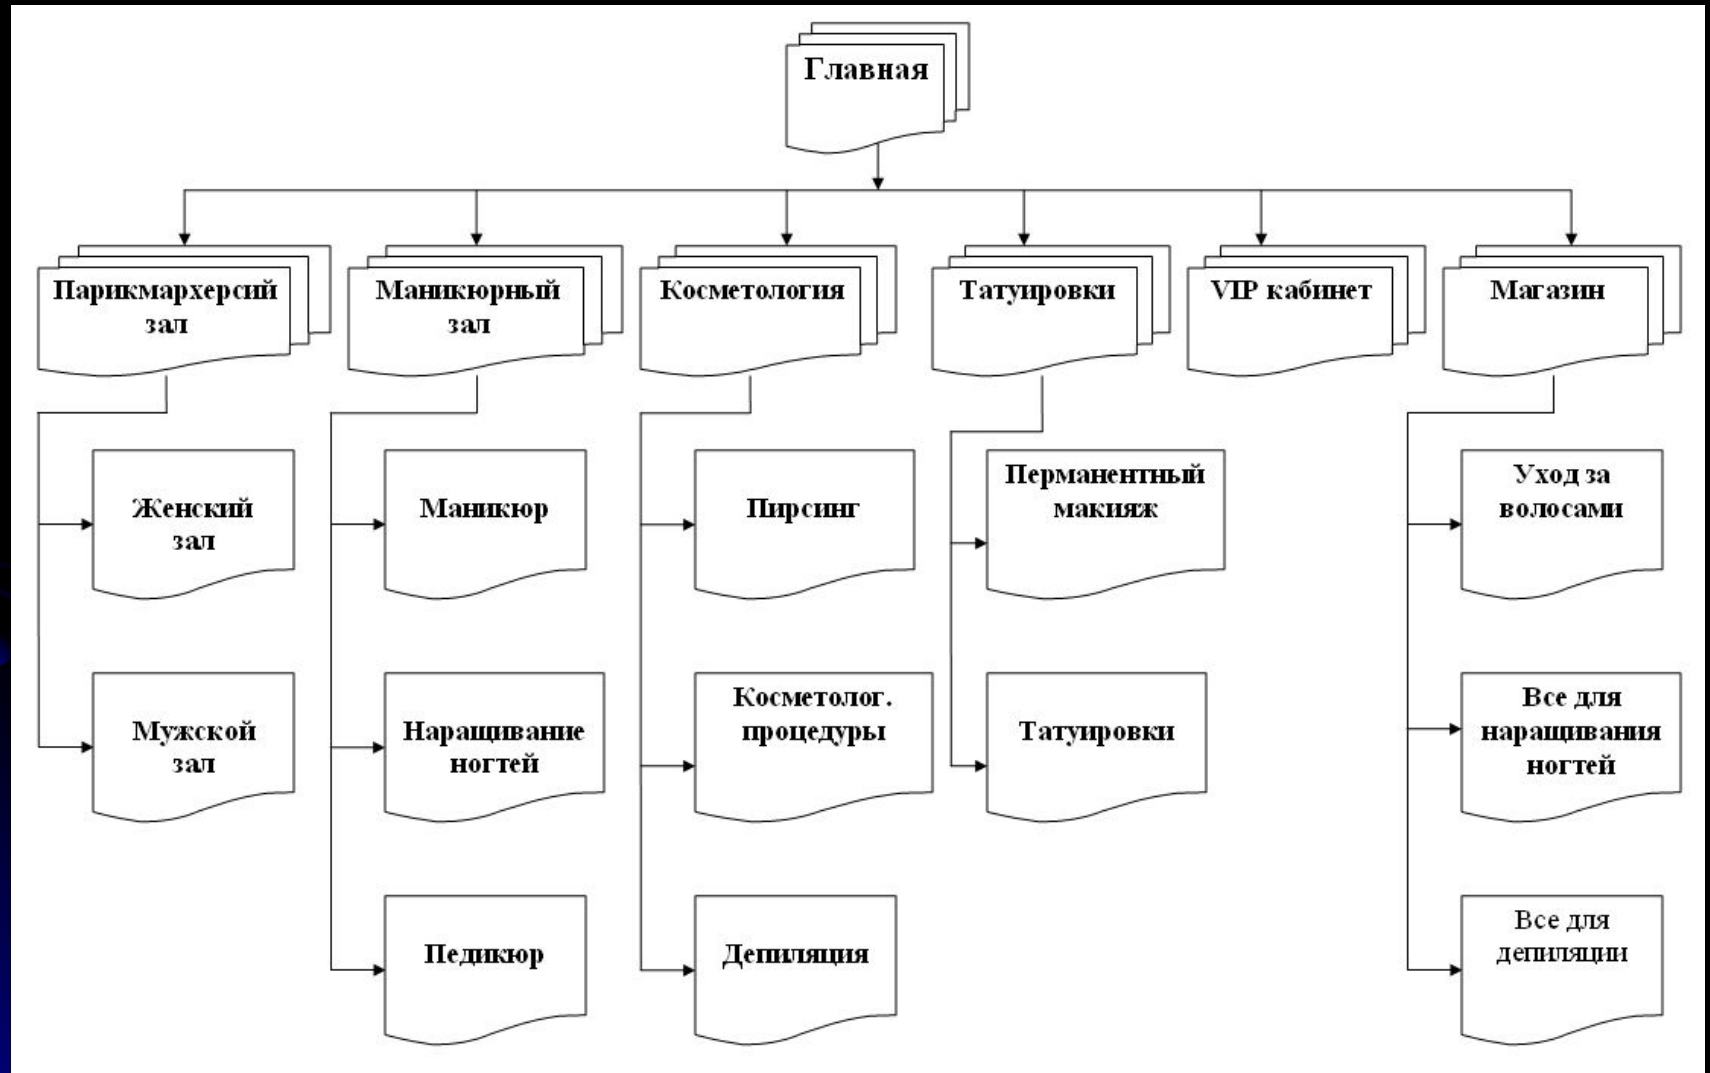 Главная
Парикмархерсий
зал
Маникюрный
зал
Косметология
Татуировки
VIP кабинет
Магазин
Женский
зал
Маникюр
Пирсинг
Перманентный
макияж
Уход за
волосами
Мужской
зал
Наращивание
ногтей
Косметолог.
процедуры
Татуировки
Все для
наращивания
ногтей
Педикюр
Депиляция
Все для
депиляции